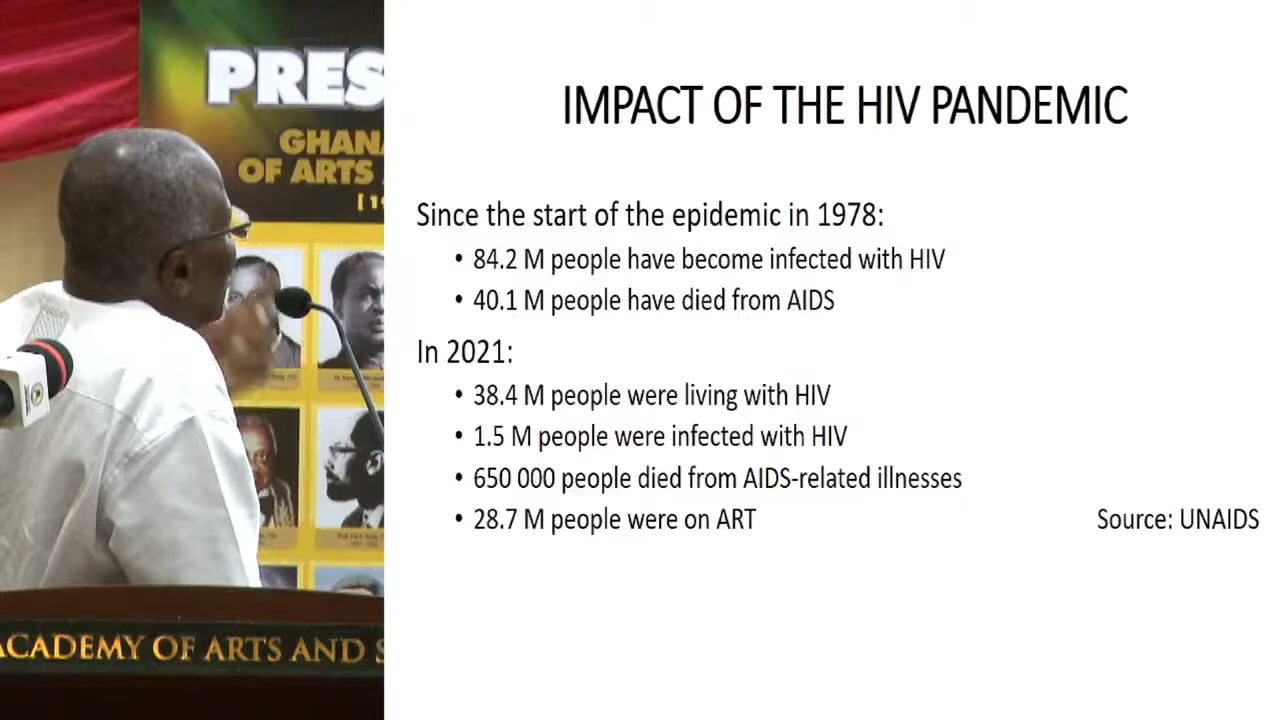 PRES
GHANA
OF ARTS
[19
IMPACT OF THE HIV PANDEMIC
Since the start of the epidemic in 1978:
• 84.2 M people have become infected with HIV
• 40.1 M people have died from AIDS
In 2021:
• 38.4 M people were living with HIV
• 1.5 M people were infected with HIV
• 650 000 people died from AIDS-related illnesses
• 28.7 M people were on ART
Source: UNAIDS
ACADEMY OF ARTS AND S